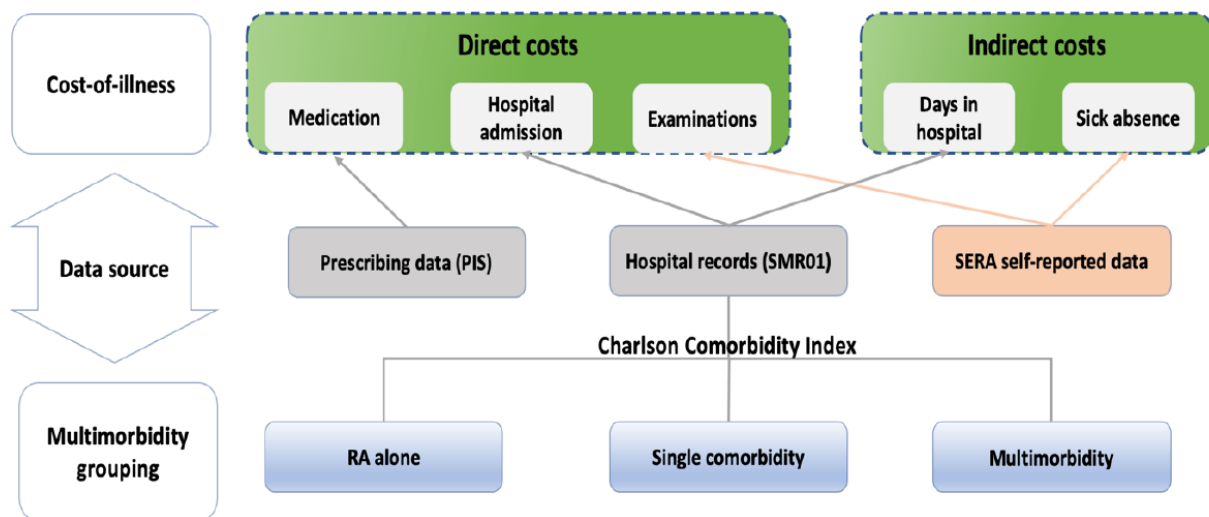 Cost-of-illness
Direct costs
Medication
Hospital
admission
Examinations
Indirect costs
Days in
hospital
Sick absence
Data source
Prescribing data (PIS)
Hospital records (SMR01)
SERA self-reported data
Charlson Comorbidity Index
Multimorbidity
grouping
RA alone
Single comorbidity
Multimorbidity